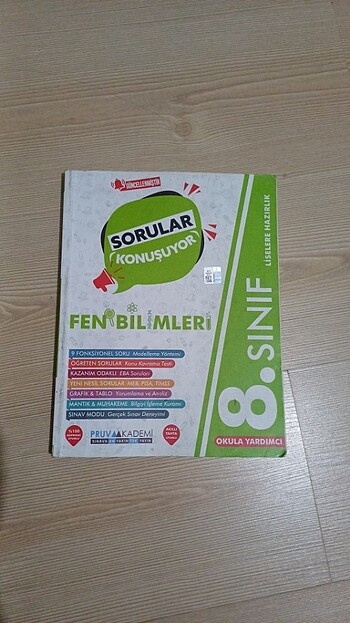 GÜNCELLENMİŞTİR
SORULAR
KONUŞUYOR
FEN BİLİMLERİ
9 FONKSİYONEL SORU Modelleme Yöntemi
ÖĞRETEN SORULAR Konu Kavrama Testi
KAZANIM ODAKLI EBA Soruları
YENİ NESİL SORULAR MEB, PISA, TIMSS
GRAFİK & TABLO Yorumlama ve Analiz
MANTIK & MUHAKEME Bilgiyi İşleme Kuramı
SINAV MODU Gerçek Sınav Deneyimi
PRUVA AKADEMİ
8. SINIF
LİSELERE HAZIRLIK
OKULA YARDIMCI